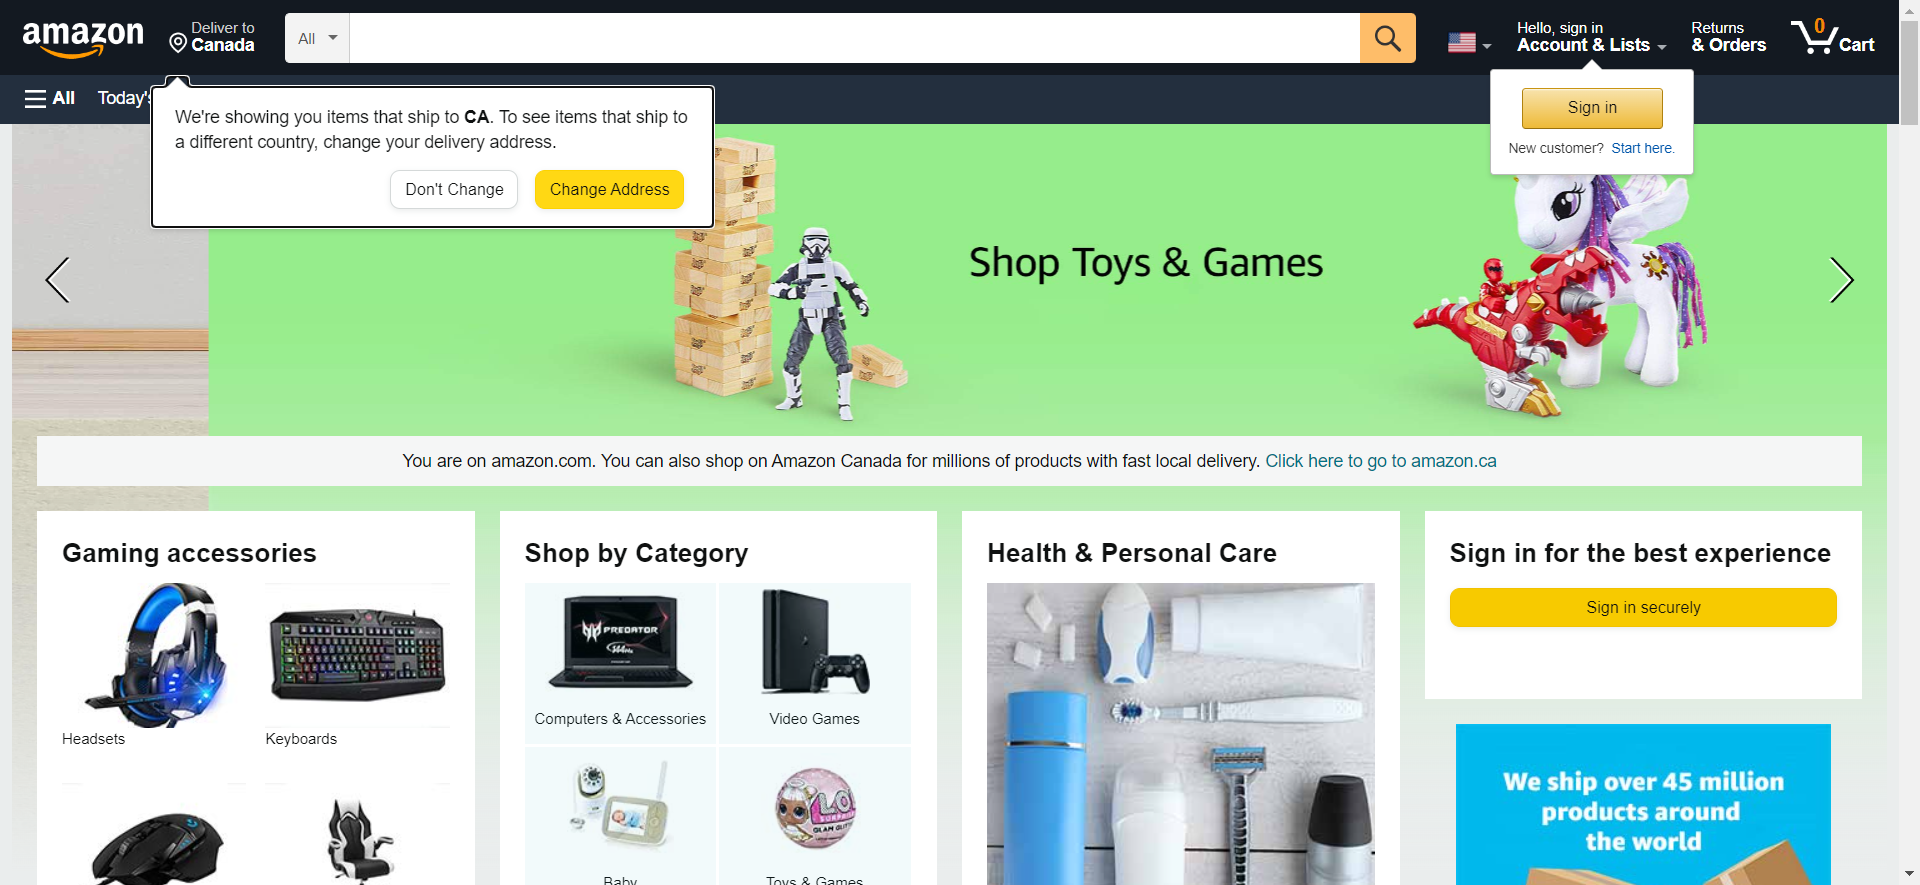 amazon
Deliver to
Canada
All
Hello, sign in
Account & Lists
Returns
& Orders
0
Cart
All
Today's
We're showing you items that ship to CA. To see items that ship to
a different country, change your delivery address.
Don't Change
Change Address
Sign in
New customer? Start here.
Shop Toys & Games
You are on amazon.com. You can also shop on Amazon Canada for millions of products with fast local delivery. Click here to go to amazon.ca
Gaming accessories
Headsets
Keyboards
Shop by Category
PREDATOR
144Hz
Computers & Accessories
Video Games
L.O.L.
SURPRISE
GLAM GLITTER
Baby
Toys & Games
Health & Personal Care
Sign in for the best experience
Sign in securely
We ship over 45 million
products around
the world